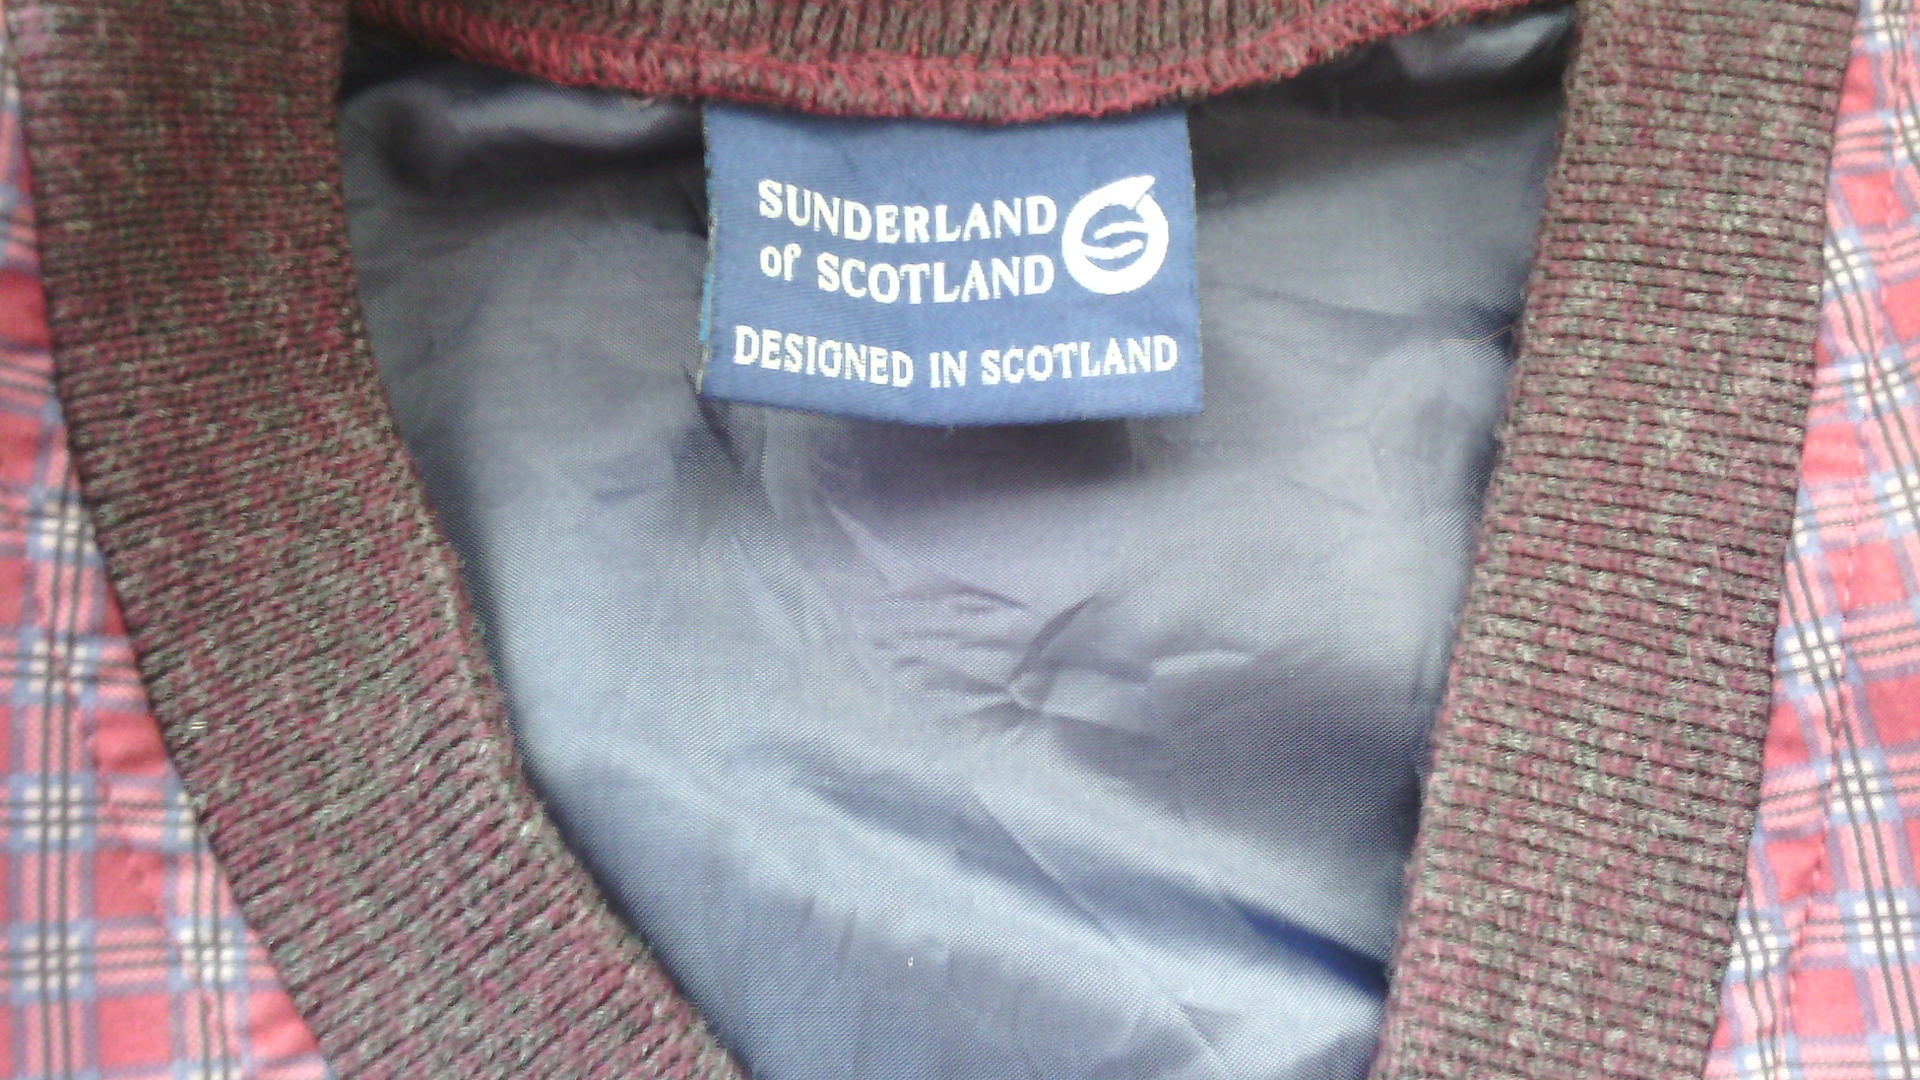 SUNDERLAND
of SCOTLAND
DESIGNED IN SCOTLAND